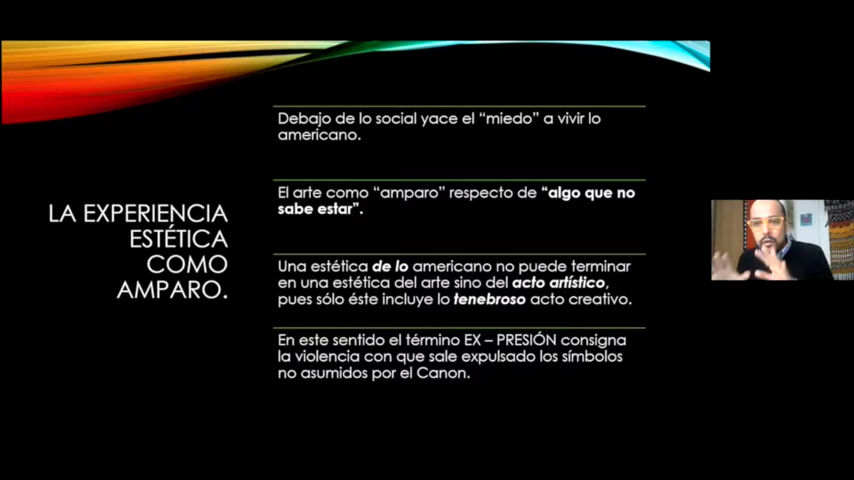 LA EXPERIENCIA
ESTÉTICA
COMO
AMPARO.
Debajo de lo social yace el “miedo” a vivir lo
americano.
El arte como “amparo” respecto de “algo que no
sabe estar”.
Una estética de lo americano no puede terminar
en una estética del arte sino del acto artístico,
pues sólo éste incluye lo tenebroso acto creativo.
En este sentido el término EX – PRESIÓN consigna
la violencia con que sale expulsado los símbolos
no asumidos por el Canon.